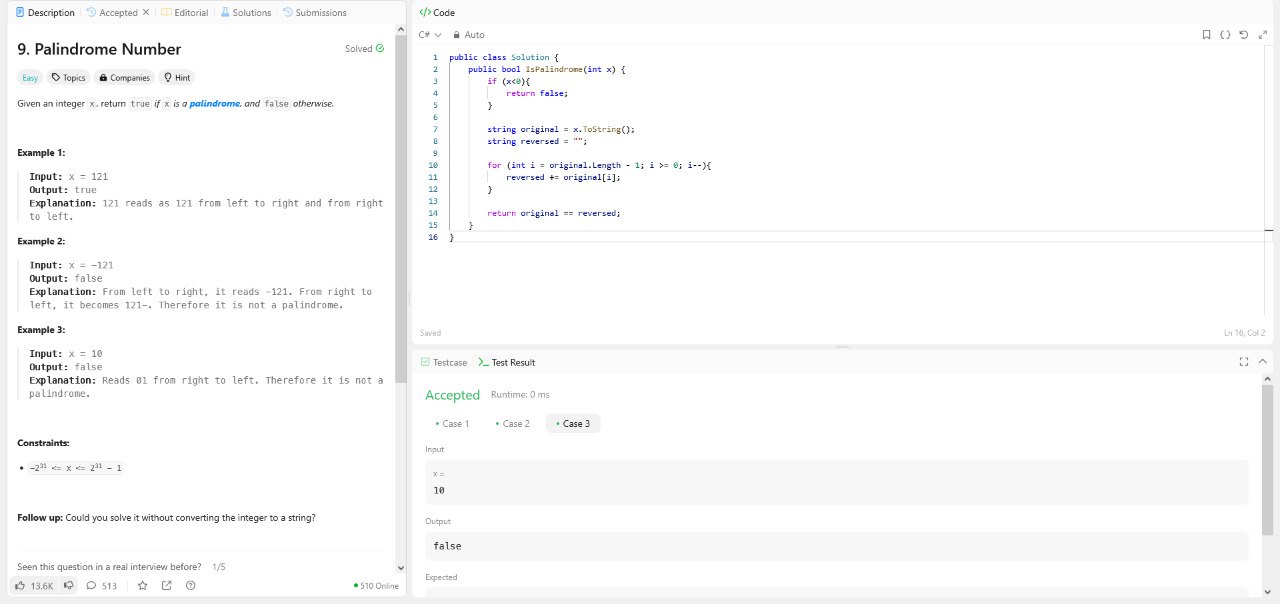 Description
Accepted
Editorial
Solutions
Submissions
9. Palindrome Number
Solved
Easy
Topics
Companies
Hint
Given an integer x, return true if x is a palindrome, and false otherwise.
Example 1:
Input: x = 121
Output: true
Explanation: 121 reads as 121 from left to right and from right
to left.
Example 2:
Input: x = -121
Output: false
Explanation: From left to right, it reads -121. From right to
left, it becomes 121-. Therefore it is not a palindrome.
Example 3:
Input: x = 10
Output: false
Explanation: Reads 01 from right to left. Therefore it is not a
palindrome.
Constraints:
• -2³¹ <= x <= 2³¹ - 1
Follow up: Could you solve it without converting the integer to a string?
Seen this question in a real interview before? 1/5
13.6K
513
510 Online
</> Code
C#
Auto
1 public class Solution {
2 public bool IsPalindrome(int x) {
3 if (x<0){
4 return false;
5 }
6
7 string original = x.ToString();
8 string reversed = "";
9
10 for (int i = original.Length - 1; i >= 0; i--){
11 reversed += original[i];
12 }
13
14 return original == reversed;
15 }
16 }
Saved
Ln 16, Col 2
Testcase
Test Result
Accepted
Runtime: 0 ms
• Case 1
• Case 2
• Case 3
Input
x =
10
Output
false
Expected